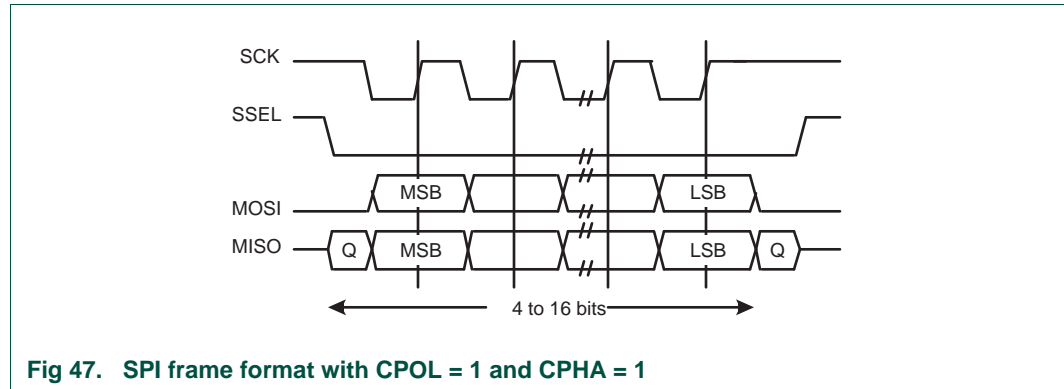 SCK
SSEL
MOSI
MSB
LSB
MISO
Q
MSB
LSB
Q
4 to 16 bits
Fig 47. SPI frame format with CPOL = 1 and CPHA = 1